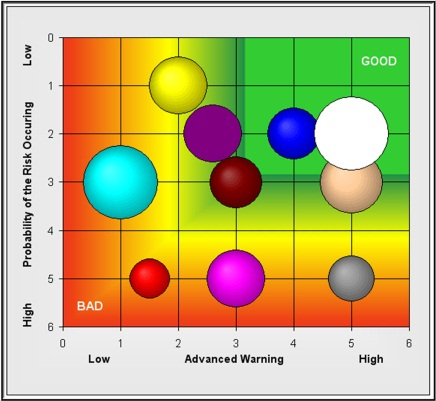 0
Low
GOOD
1
2
Probability of the Risk Occuring
3
4
5
High
BAD
6
0 1 2 3 4 5 6
Low Advanced Warning High